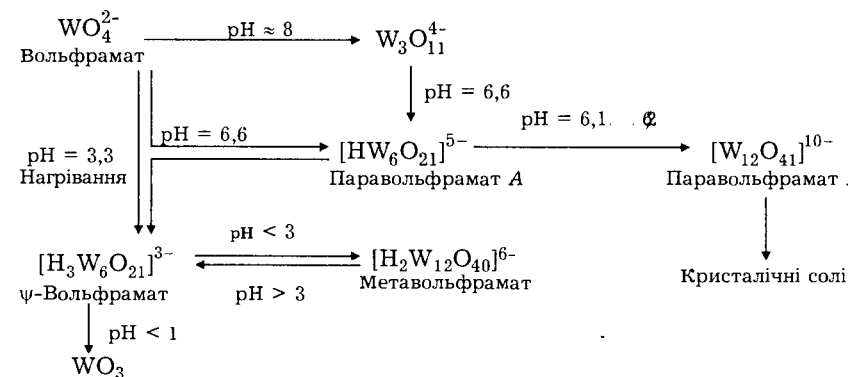 WO₄²⁻
Вольфрамат
pH ≈ 8
W₃O₁₁⁴⁻
pH = 6,6
pH = 6,6
pH = 6,1
[HW₆O₂₁]⁵⁻
Паравольфрамат A
[W₁₂O₄₁]¹⁰⁻
Паравольфрамат
pH = 3,3
Нагрівання
[H₃W₆O₂₁]³⁻
ψ-Вольфрамат
pH < 3
pH > 3
[H₂W₁₂O₄₀]⁶⁻
Метавольфрамат
Кристалічні солі
pH < 1
WO₃